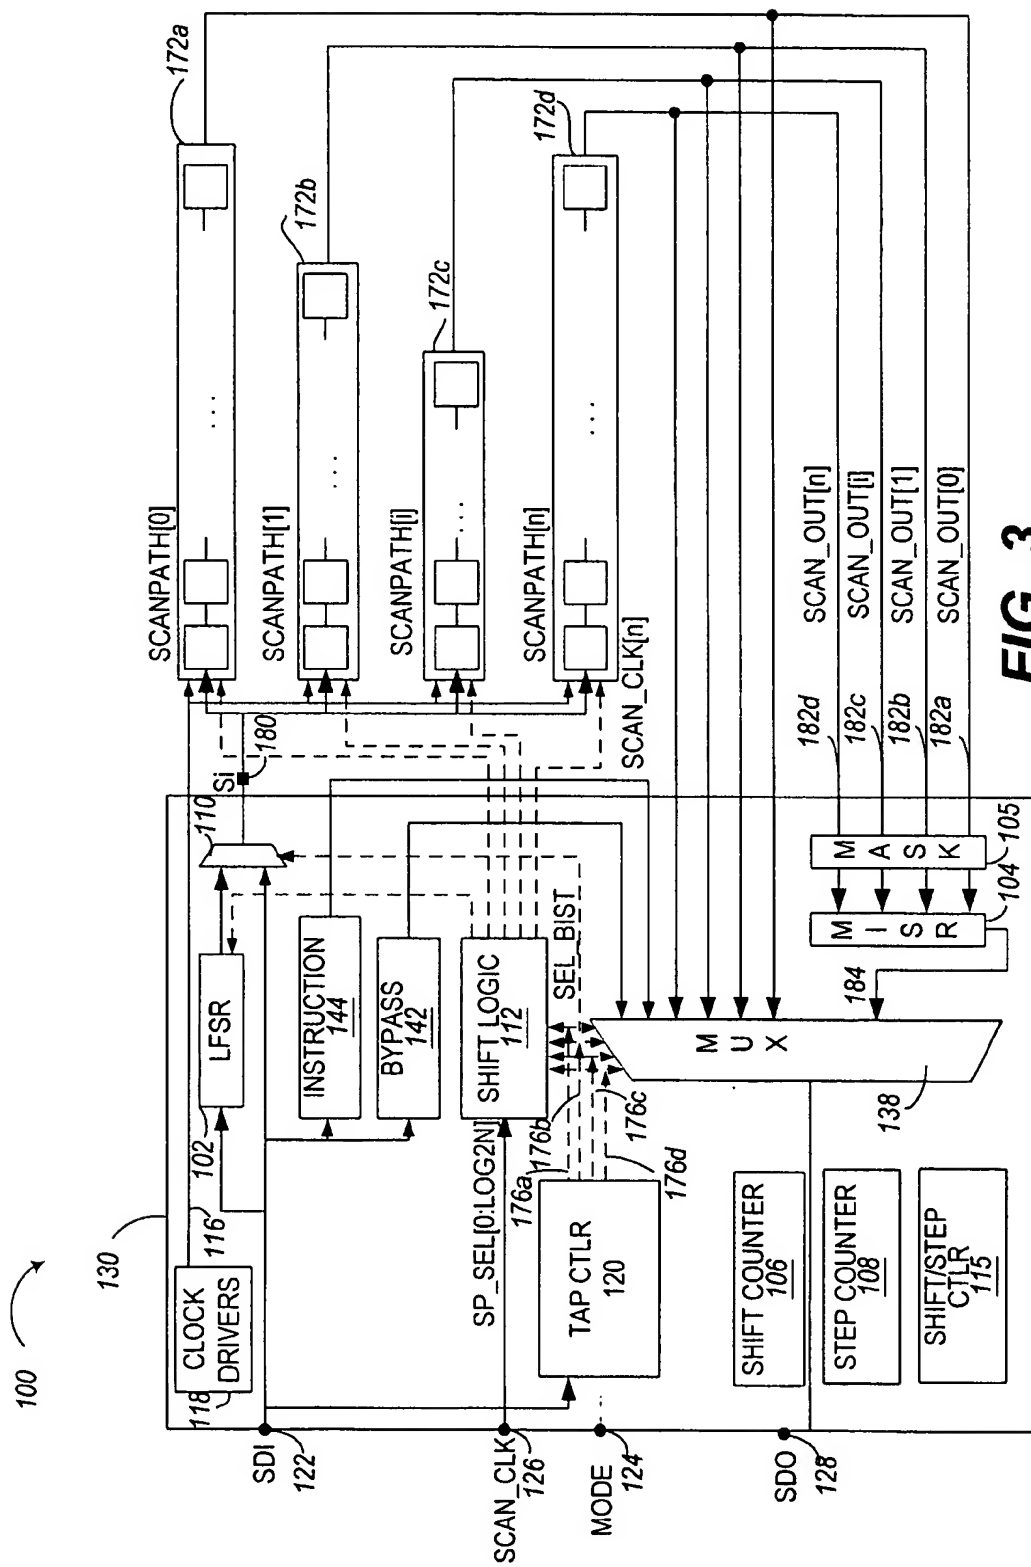 100
130
CLOCK
DRIVERS
118
116
102
LFSR
110
Si
180
SDI
122
INSTRUCTION
144
BYPASS
142
SHIFT LOGIC
112
SCAN_CLK
126
SP_SEL[0:LOG2N]
SEL_BIST
176a
176b
176c
176d
MODE
124
TAP CTLR
120
SDO
128
SHIFT COUNTER
106
STEP COUNTER
108
SHIFT/STEP
CTLR
115
MUX
138
184
MISR
104
MASK
105
SCANPATH[0]
. . .
172a
SCANPATH[1]
. . . .
172b
SCANPATH[i]
. . . .
172c
SCANPATH[n]
. . .
172d
SCAN_CLK[n]
182d
SCAN_OUT[n]
182c
SCAN_OUT[i]
182b
SCAN_OUT[1]
182a
SCAN_OUT[0]
FIG. 3